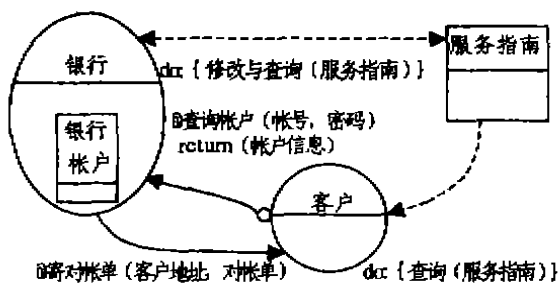 银行
服务指南
do: {修改与查询(服务指南)}
银行
帐户
查询帐户(帐号, 密码)
return(帐户信息)
客户
寄对帐单(客户地址, 对帐单)
do: {查询(服务指南)}